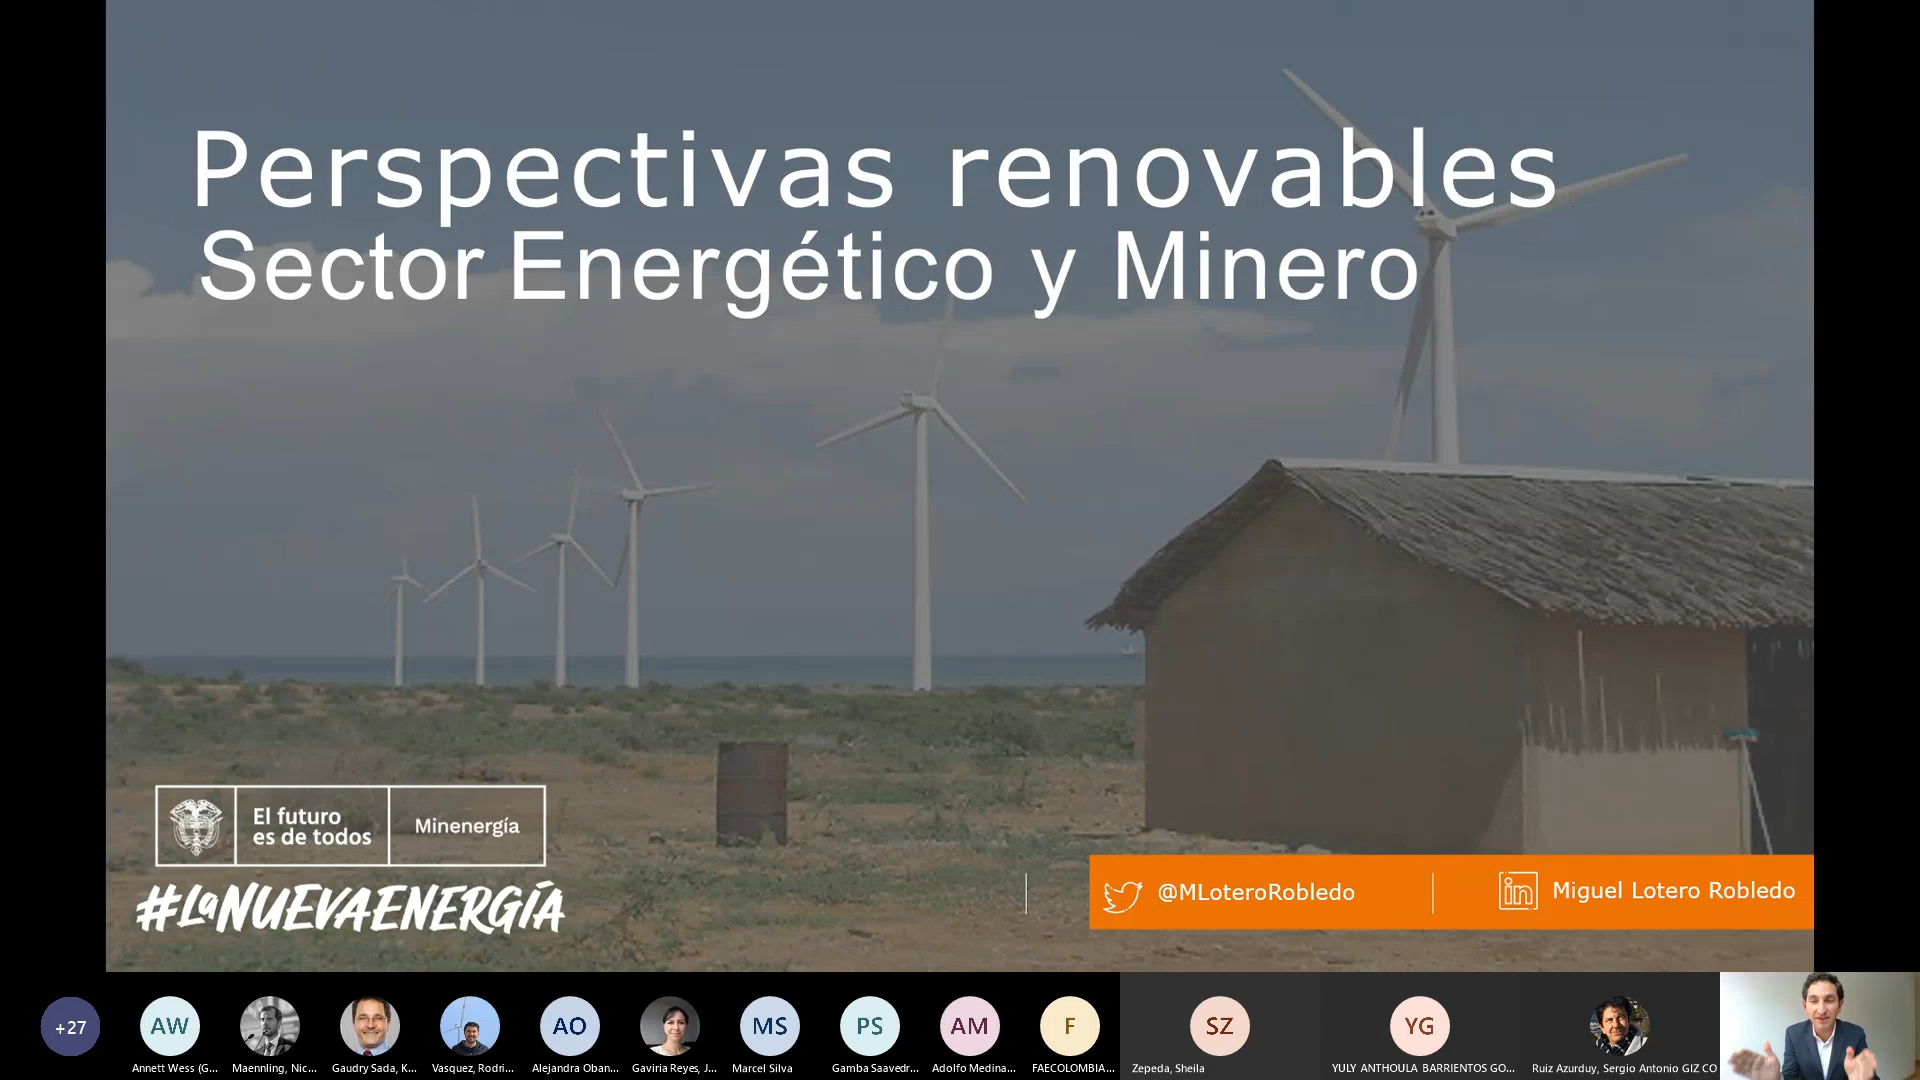 Perspectivas renovables
Sector Energético y Minero
El futuro
es de todos
Minenergía
#LaNUEVAENERGÍA
@MLoteroRobledo
in
Miguel Lotero Robledo
+27
AW
AO
MS
PS
AM
F
SZ
YG
Annett Wess (G...
Maennling, Nic...
Gaudry Sada, K...
Vasquez, Rodri...
Alejandra Oban...
Gaviria Reyes, J...
Marcel Silva
Gamba Saavedr...
Adolfo Medina...
FAECOLOMBIA...
Zepeda, Sheila
YULY ANTHOULA BARRIENTOS GO...
Ruiz Azurduy, Sergio Antonio GIZ CO